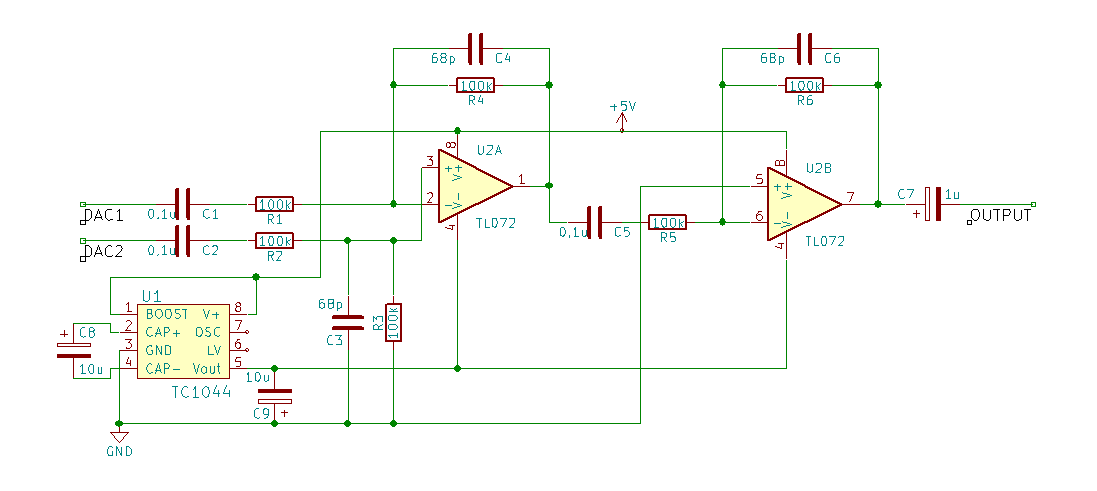 68p C4
100k
R4
68p C6
100k
R6
+5V
8
U2A
3
+ V+
2
- V-
1
4
TL072
8
U2B
5
+ V+
6
- V-
7
4
TL072
C7
+
1u
OUTPUT
DAC1
0.1u C1
100k
R1
DAC2
0.1u C2
100k
R2
0.1u C5
100k
R5
U1
1 BOOST V+ 8
2 CAP+ OSC 7
3 GND LV 6
4 CAP- Vout 5
TC1044
+ C8
10u
68p
C3
R3
100k
10u
C9 +
GND